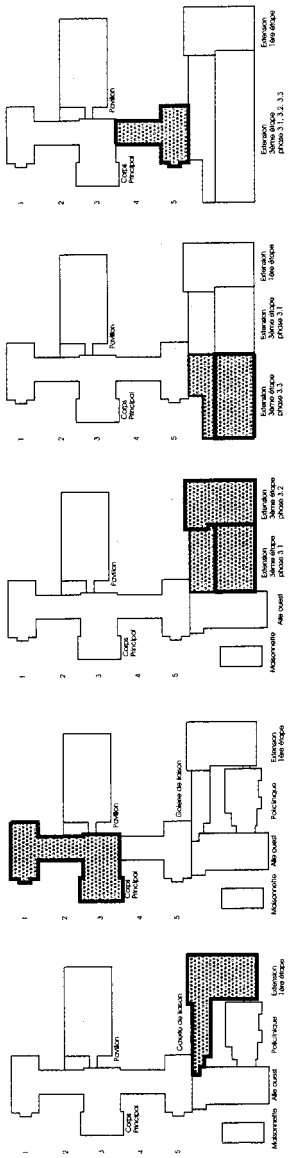 1
2
3
4
5
Pavillon
Corps
Principal
Galerie de liaison
Maisonnette
Aile ouest
Policlinique
Extension
1ère étape
1
2
3
4
5
Pavillon
Corps
Principal
Galerie de liaison
Maisonnette
Aile ouest
Policlinique
Extension
1ère étape
1
2
3
4
5
Pavillon
Corps
Principal
Maisonnette
Aile ouest
Extension
3ème étape
phase 3.1
Extension
3ème étape
phase 3.2
1
2
3
4
5
Pavillon
Corps
Principal
Extension
3ème étape
phase 3.3
Extension
3ème étape
phase 3.1
Extension
1ère étape
1
2
3
4
5
Pavillon
Corps
Principal
Extension
3ème étape
phase 3.1, 3.2, 3.3
Extension
1ère étape